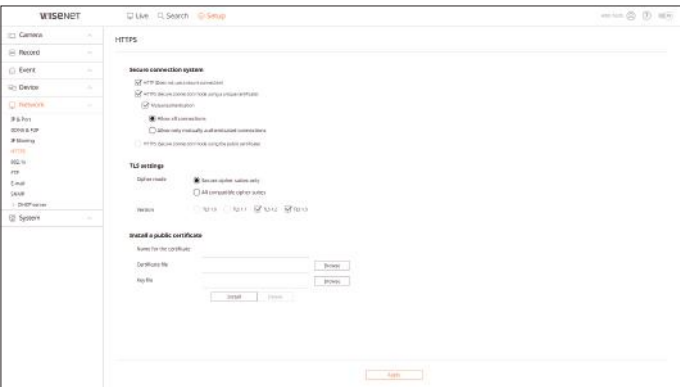 WISENET
Live Search Setup
Camera
Record
Event
Device
Network
IP & Port
DDNS & P2P
IP filtering
HTTPS
802.1x
FTP
E-mail
SNMP
DHCP server
System
HTTPS
Secure connection system
HTTP (Does not use secure connection)
HTTPS (Secure connection mode using a unique certificate)
Mutual authentication
Allow all connections
Allow only mutually authenticated connections
HTTPS (Secure connection mode using the public certificate)
TLS settings
Cipher mode
Secure cipher suites only
All compatible cipher suites
Version
TLS 1.0 TLS 1.1 TLS 1.2 TLS 1.3
Install a public certificate
Name for the certificate
Certificate file
Browse
Key file
Browse
Install Delete
Apply